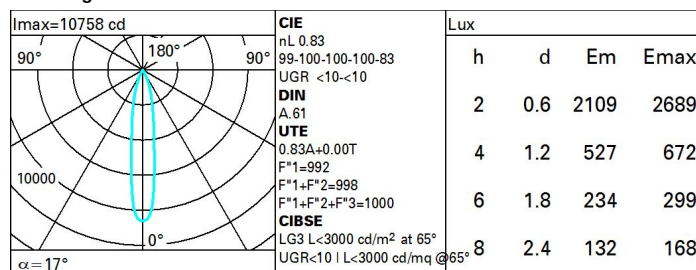 Imax=10758 cd
90°
180°
90°
10000
0°
α=17°
CIE
nL 0.83
99-100-100-100-83
UGR <10-<10
DIN
A.61
UTE
0.83A+0.00T
F"1=992
F"1+F"2=998
F"1+F"2+F"3=1000
CIBSE
LG3 L<3000 cd/m² at 65°
UGR<10 | L<3000 cd/mq @65°
Lux
h d Em Emax
2 0.6 2109 2689
4 1.2 527 672
6 1.8 234 299
8 2.4 132 168